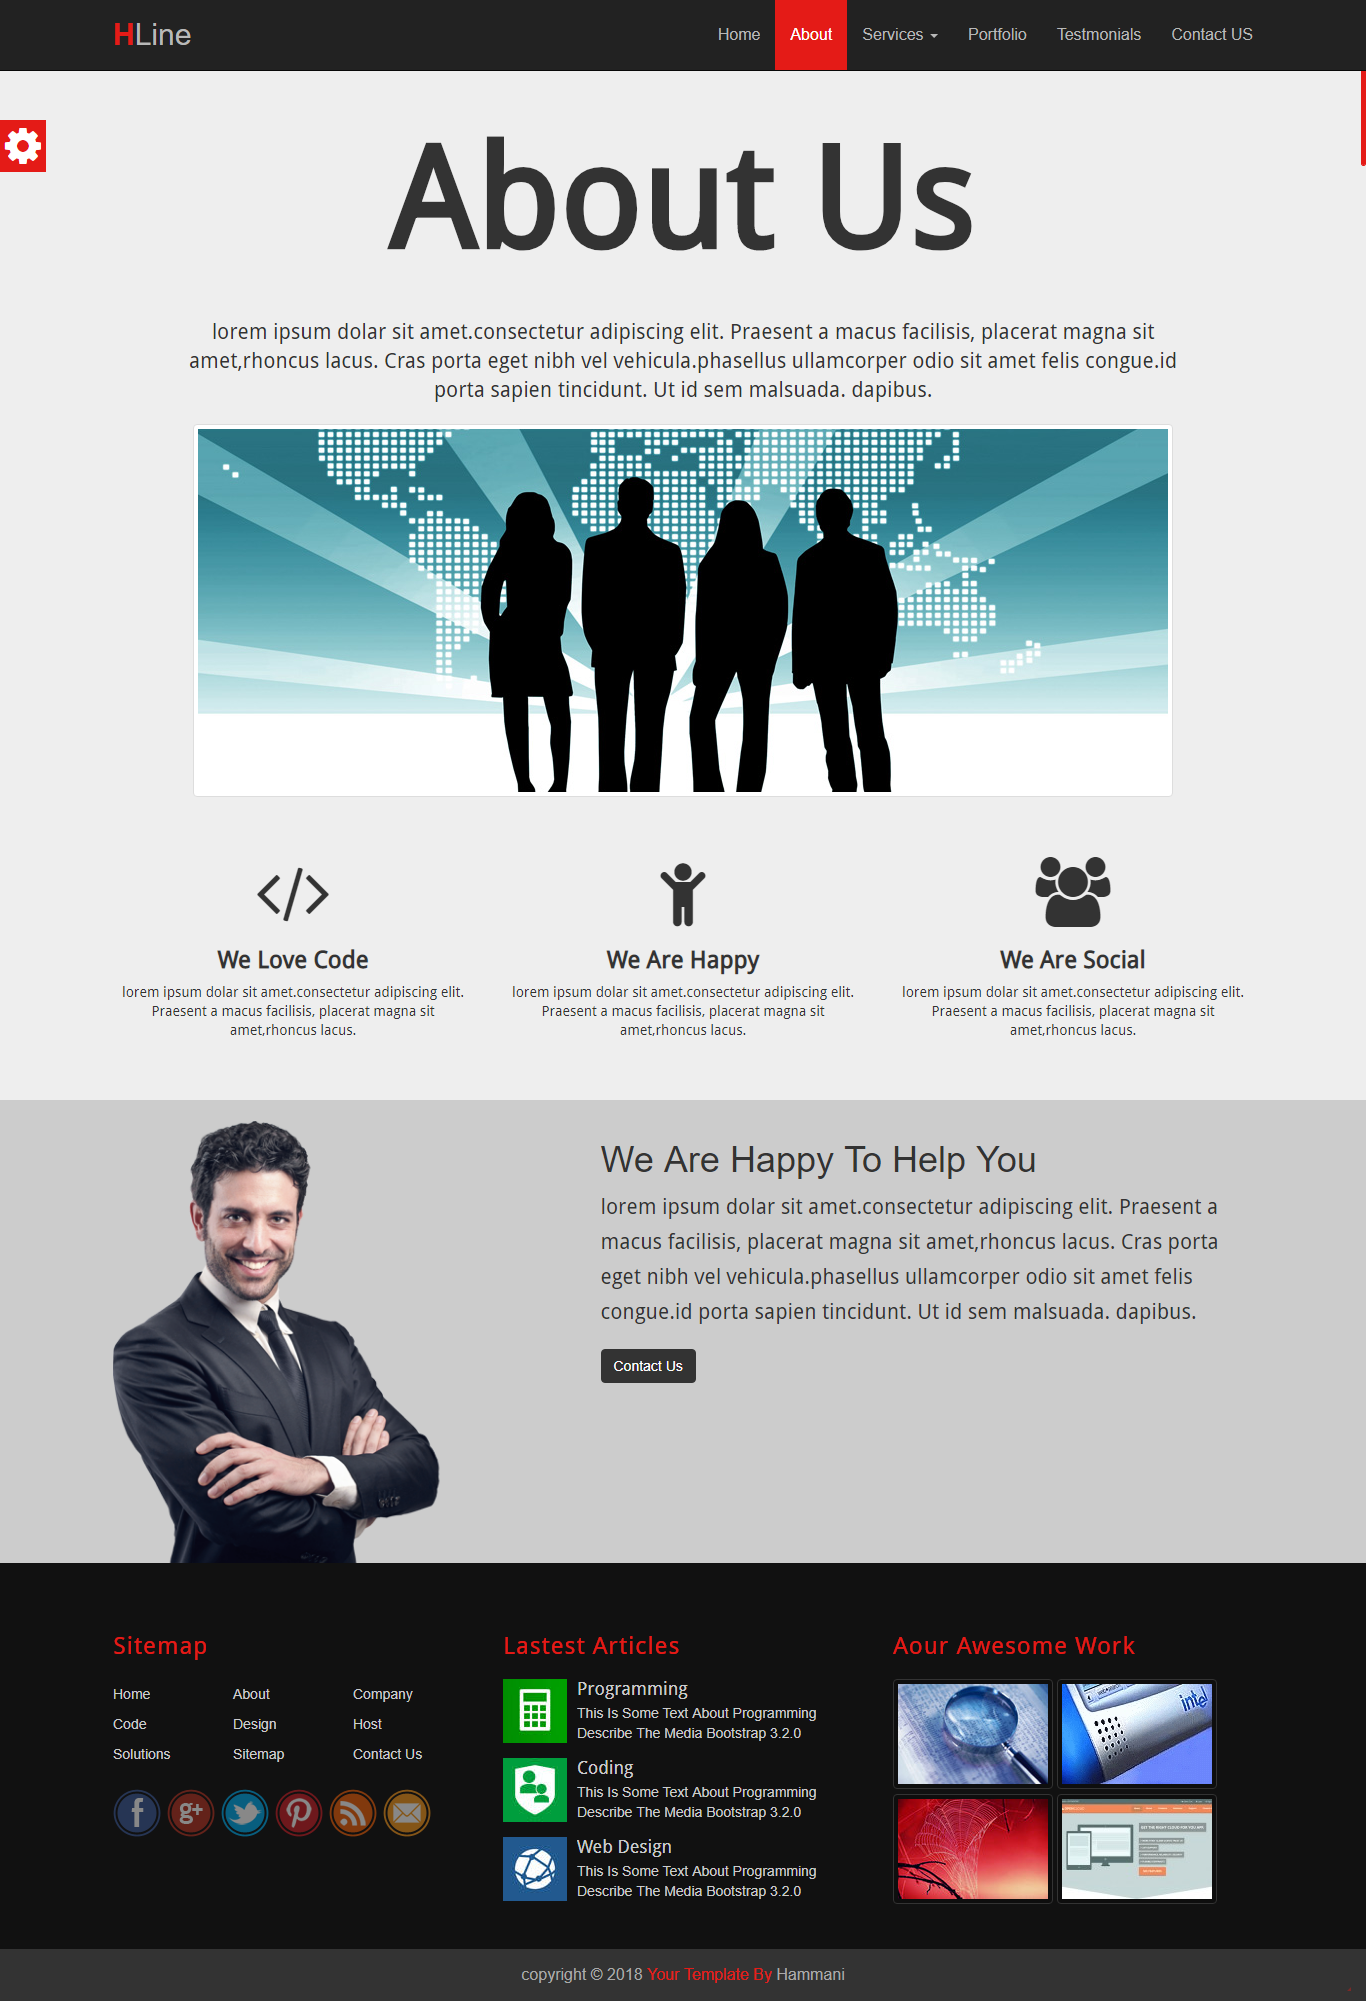 HLine
Home About Services Portfolio Testmonials Contact US
About Us
lorem ipsum dolar sit amet.consectetur adipiscing elit. Praesent a macus facilisis, placerat magna sit
amet,rhoncus lacus. Cras porta eget nibh vel vehicula.phasellus ullamcorper odio sit amet felis congue.id
porta sapien tincidunt. Ut id sem malsuada. dapibus.
We Love Code
lorem ipsum dolar sit amet.consectetur adipiscing elit.
Praesent a macus facilisis, placerat magna sit
amet,rhoncus lacus.
We Are Happy
lorem ipsum dolar sit amet.consectetur adipiscing elit.
Praesent a macus facilisis, placerat magna sit
amet,rhoncus lacus.
We Are Social
lorem ipsum dolar sit amet.consectetur adipiscing elit.
Praesent a macus facilisis, placerat magna sit
amet,rhoncus lacus.
We Are Happy To Help You
lorem ipsum dolar sit amet.consectetur adipiscing elit. Praesent a
macus facilisis, placerat magna sit amet,rhoncus lacus. Cras porta
eget nibh vel vehicula.phasellus ullamcorper odio sit amet felis
congue.id porta sapien tincidunt. Ut id sem malsuada. dapibus.
Contact Us
Sitemap
Home About Company
Code Design Host
Solutions Sitemap Contact Us
f g+
Lastest Articles
Programming
This Is Some Text About Programming
Describe The Media Bootstrap 3.2.0
Coding
This Is Some Text About Programming
Describe The Media Bootstrap 3.2.0
Web Design
This Is Some Text About Programming
Describe The Media Bootstrap 3.2.0
Aour Awesome Work
intel
GET THE RIGHT CLOUD FOR YOU APP.
copyright © 2018 Your Template By Hammani